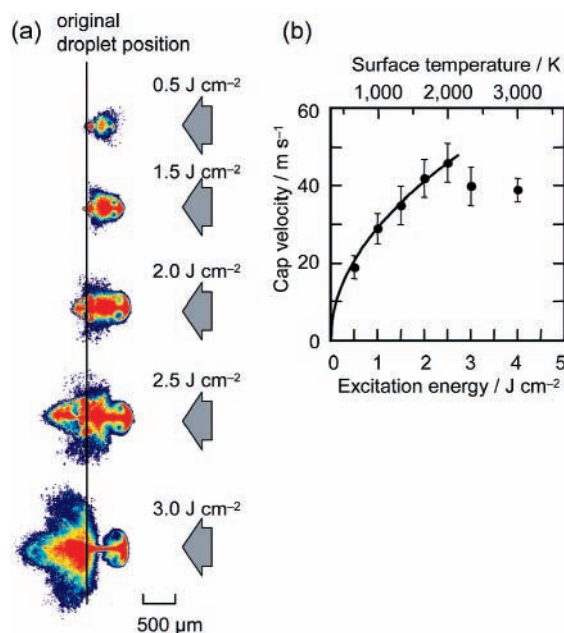 (a)
original
droplet position
0.5 J cm⁻²
1.5 J cm⁻²
2.0 J cm⁻²
2.5 J cm⁻²
3.0 J cm⁻²
500 μm
(b)
Surface temperature / K
1,000 2,000 3,000
60
40
20
0
Cap velocity / m s⁻¹
0 1 2 3 4 5
Excitation energy / J cm⁻²